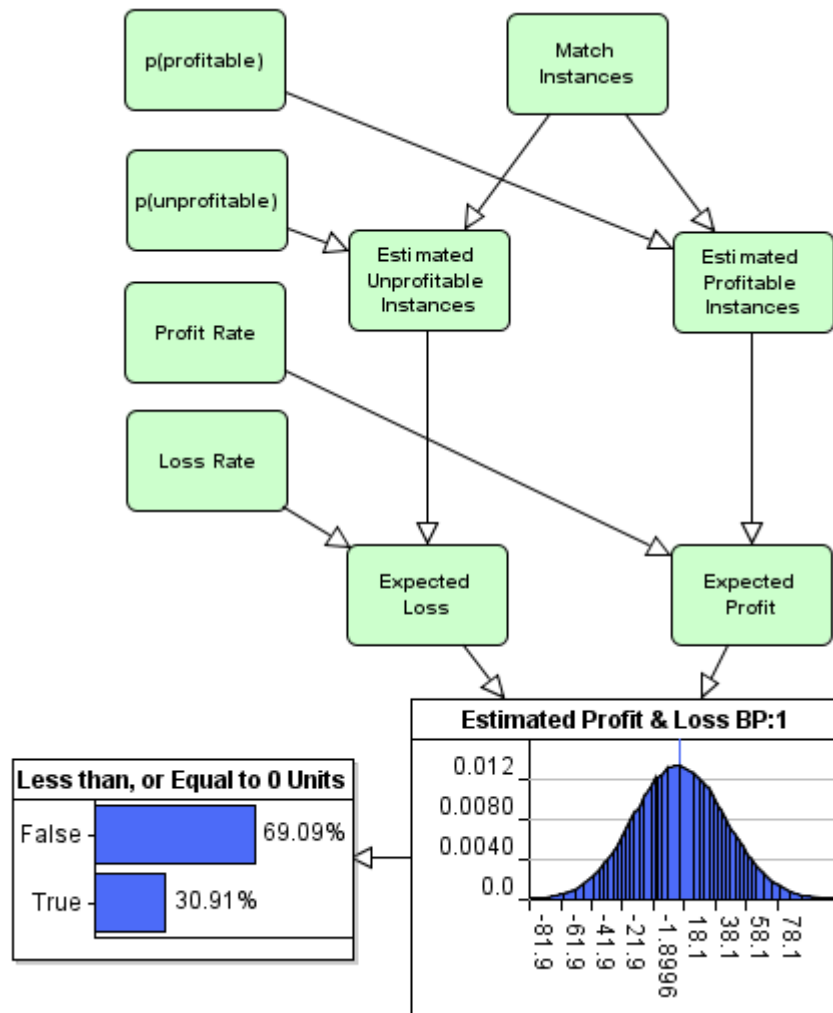 p(profitable)
Match
Instances
p(unprofitable)
Estimated
Unprofitable
Instances
Estimated
Profitable
Instances
Profit Rate
Loss Rate
Expected
Loss
Expected
Profit
Estimated Profit & Loss BP:1
0.012
0.0080
0.0040
0.0
-81.9
-61.9
-41.9
-21.9
-1.8996
18.1
38.1
58.1
78.1
Less than, or Equal to 0 Units
False
69.09%
True
30.91%